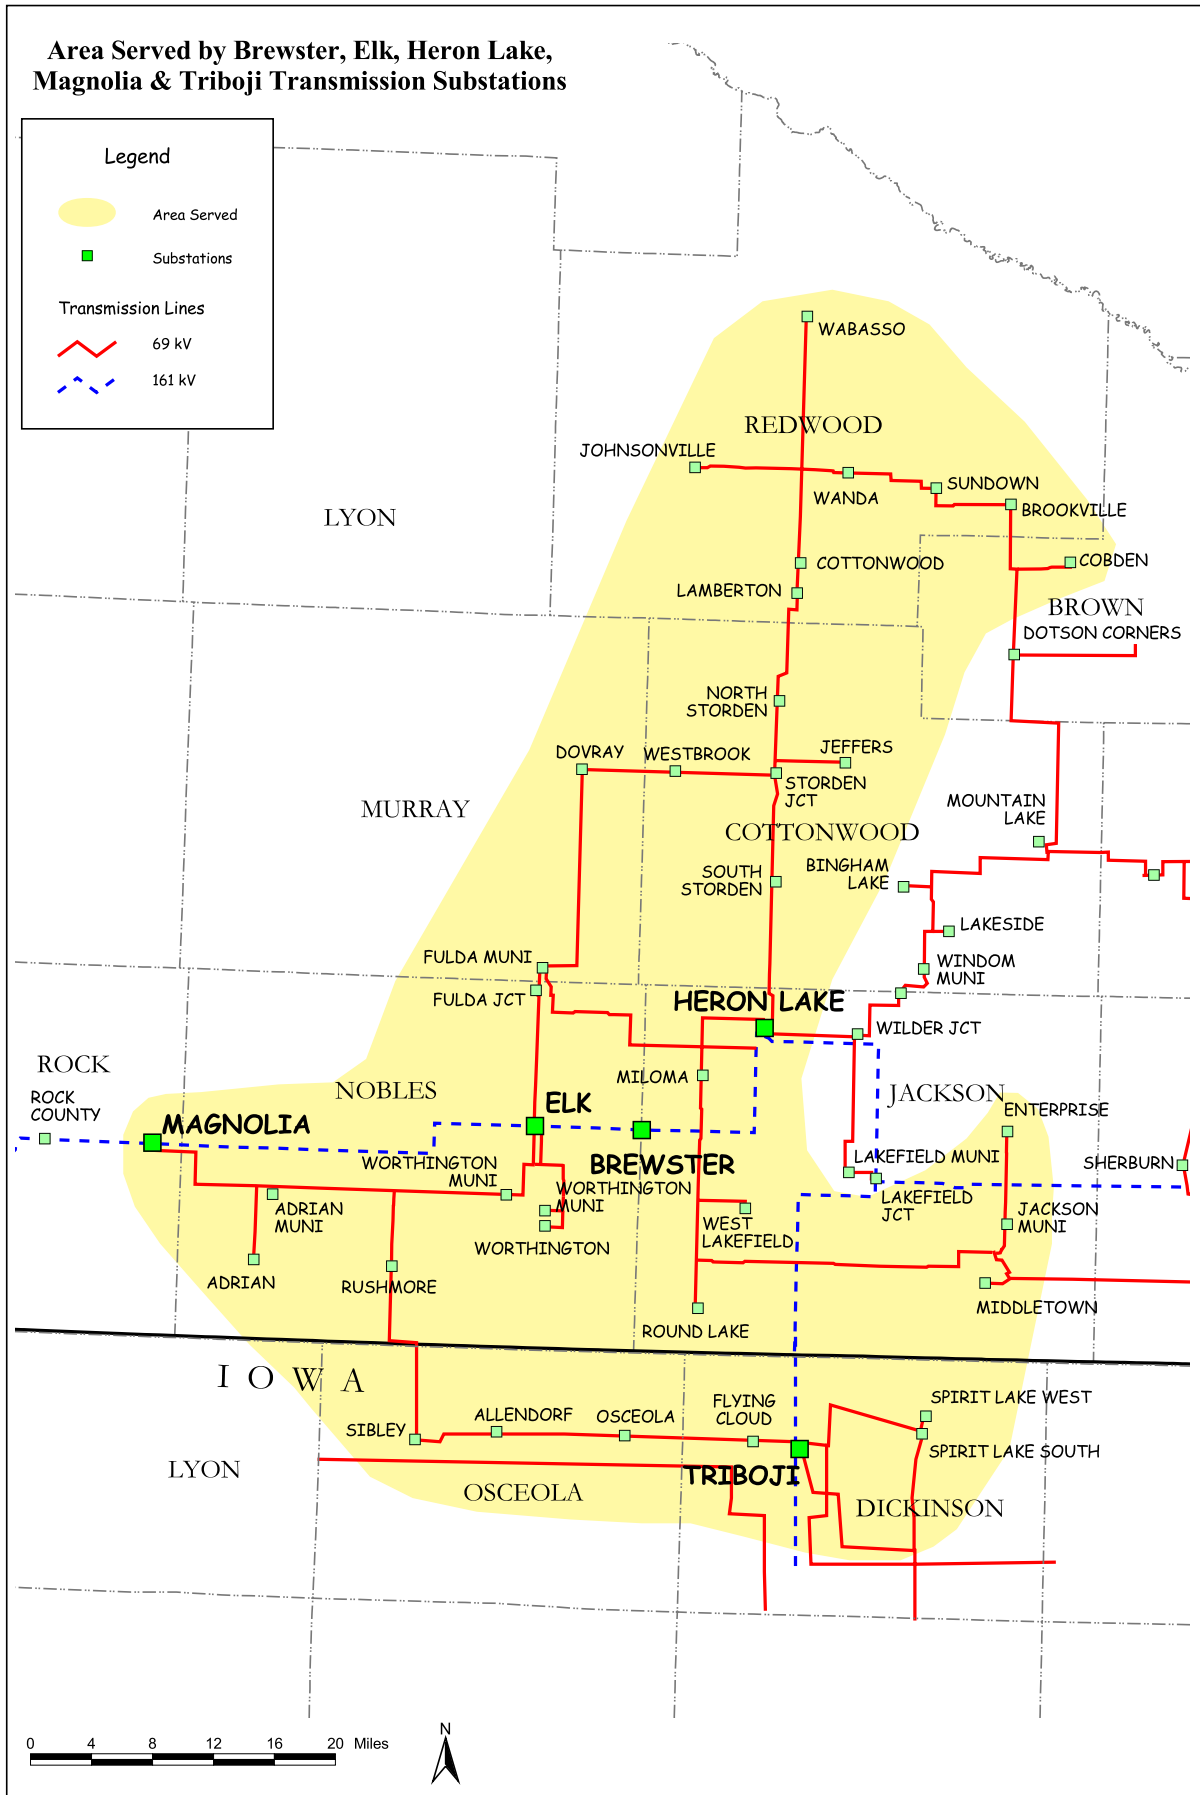 Area Served by Brewster, Elk, Heron Lake,
Magnolia & Triboji Transmission Substations
Legend
Area Served
Substations
Transmission Lines
69 kV
161 kV
WABASSO
REDWOOD
JOHNSONVILLE
WANDA
SUNDOWN
BROOKVILLE
LYON
COTTONWOOD
COBDEN
LAMBERTON
BROWN
DOTSON CORNERS
NORTH
STORDEN
DOVRAY
WESTBROOK
JEFFERS
STORDEN
JCT
MURRAY
MOUNTAIN
LAKE
COTTONWOOD
SOUTH
STORDEN
BINGHAM
LAKE
LAKESIDE
FULDA MUNI
WINDOM
MUNI
FULDA JCT
HERON LAKE
WILDER JCT
ROCK
MILOMA
NOBLES
JACKSON
ROCK
COUNTY
ELK
ENTERPRISE
MAGNOLIA
BREWSTER
LAKEFIELD MUNI
SHERBURN
WORTHINGTON
MUNI
WORTHINGTON
MUNI
LAKEFIELD
JCT
ADRIAN
MUNI
WEST
LAKEFIELD
JACKSON
MUNI
WORTHINGTON
ADRIAN
RUSHMORE
MIDDLETOWN
ROUND LAKE
I O W A
SPIRIT LAKE WEST
FLYING
CLOUD
ALLENDORF
OSCEOLA
SIBLEY
SPIRIT LAKE SOUTH
LYON
TRIBOJI
OSCEOLA
DICKINSON
N
0 4 8 12 16 20 Miles